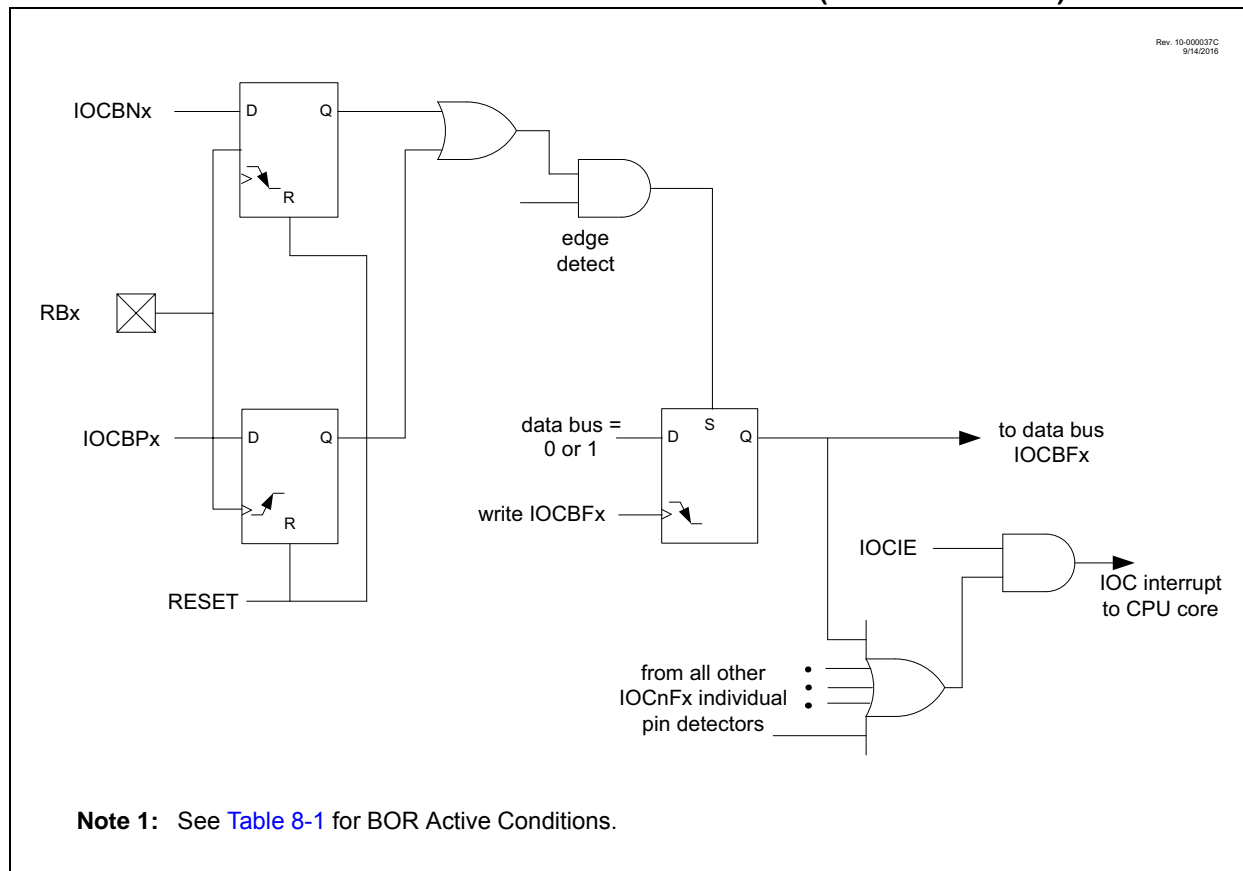 Rev. 10-000037C
9/14/2016
IOCBNx
D
Q
R
edge
detect
RBx
IOCBPx
D
Q
R
data bus =
0 or 1
D
S
Q
to data bus
IOCBFx
write IOCBFx
IOCIE
IOC interrupt
to CPU core
RESET
from all other
IOCnFx individual
pin detectors
Note 1: See Table 8-1 for BOR Active Conditions.